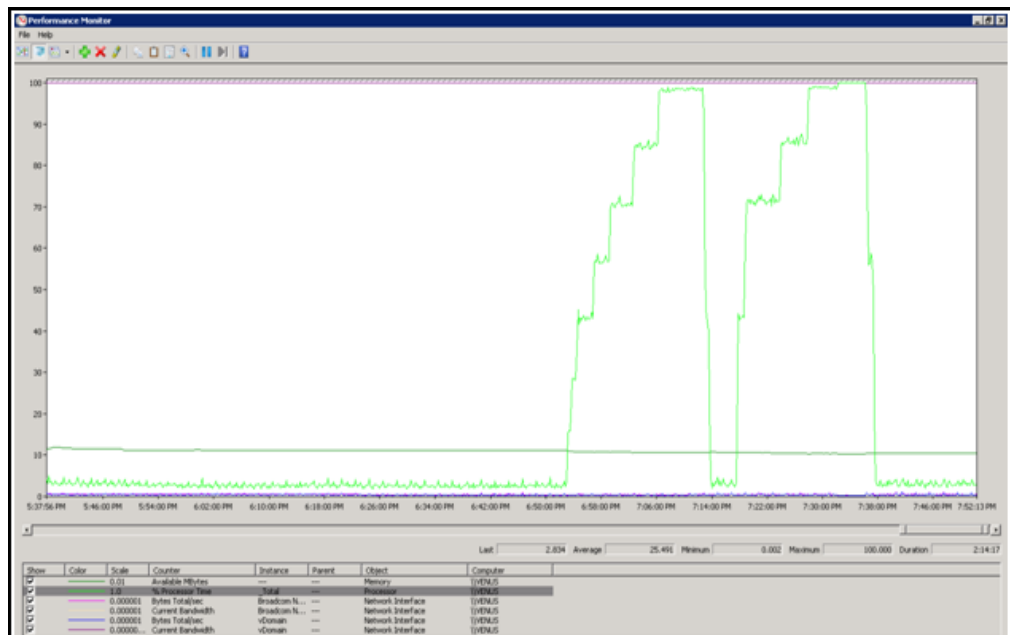 Performance Monitor
File Help
100
90
80
70
60
50
40
30
20
10
0
5:37:56 PM 5:46:00 PM 5:54:00 PM 6:02:00 PM 6:10:00 PM 6:18:00 PM 6:26:00 PM 6:34:00 PM 6:42:00 PM 6:50:00 PM 6:58:00 PM 7:06:00 PM 7:14:00 PM 7:22:00 PM 7:30:00 PM 7:38:00 PM 7:46:00 PM 7:52:13 PM
Last 2.834 Average 25.491 Minimum 0.002 Maximum 100.000 Duration 2:14:17
Show Color Scale Counter Instance Parent Object Computer
0.01 Available MBytes --- --- Memory \\VENUS
1.0 % Processor Time _Total --- Processor \\VENUS
0.000001 Bytes Total/sec Broadcom N... --- Network Interface \\VENUS
0.000001 Current Bandwidth Broadcom N... --- Network Interface \\VENUS
0.000001 Bytes Total/sec vDomain --- Network Interface \\VENUS
0.00000... Current Bandwidth vDomain --- Network Interface \\VENUS